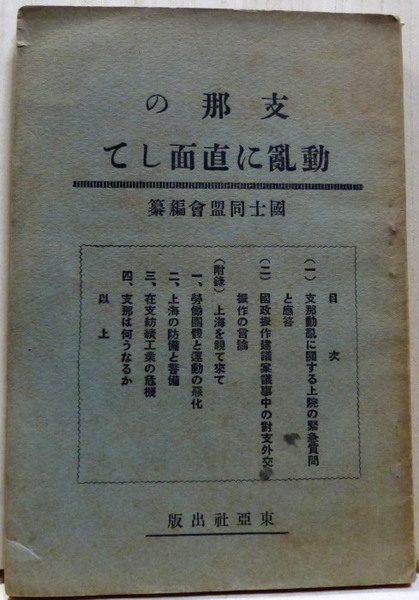 支那の
動亂に直面して
國士同盟會編纂
目次
(一) 支那動亂に關する上院の緊急質問
と應答
(二) 國政振作建議案議事中の對支外交
振作の言論
(附錄) 上海を視て來て
一、勞働團體と運動の惡化
二、上海の防備と警備
三、在支紡績工業の危機
四、支那は何うなるか
以上
東亞社出版